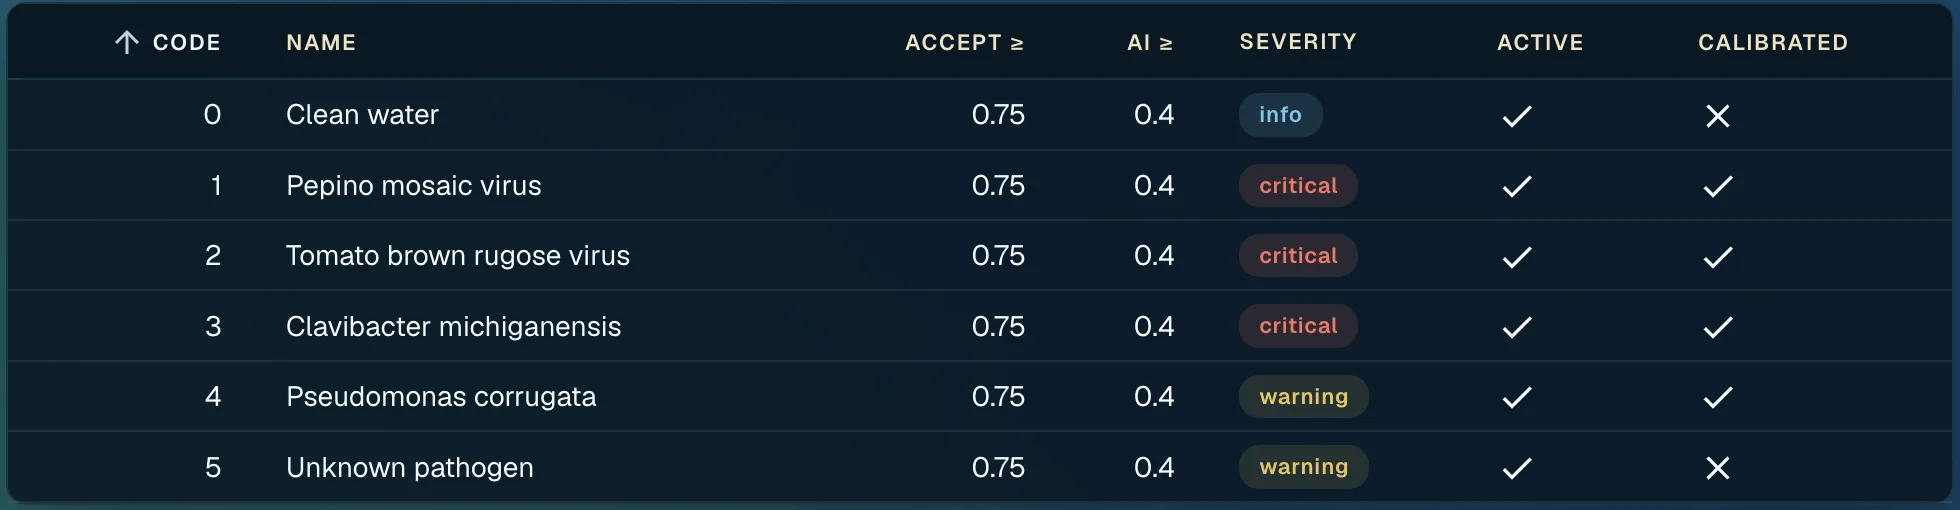 ↑ CODE NAME ACCEPT ≥ AI ≥ SEVERITY ACTIVE CALIBRATED
0 Clean water 0.75 0.4 info ✓ ✕
1 Pepino mosaic virus 0.75 0.4 critical ✓ ✓
2 Tomato brown rugose virus 0.75 0.4 critical ✓ ✓
3 Clavibacter michiganensis 0.75 0.4 critical ✓ ✓
4 Pseudomonas corrugata 0.75 0.4 warning ✓ ✓
5 Unknown pathogen 0.75 0.4 warning ✓ ✕